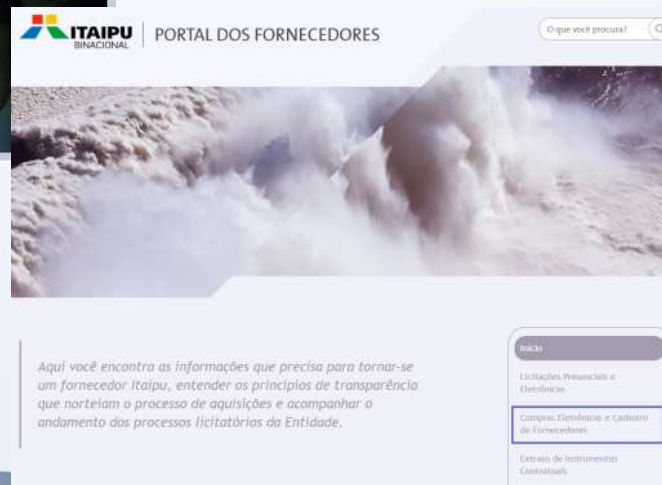 ITAIPU
BINACIONAL
PORTAL DOS FORNECEDORES
O que você procura?
Aqui você encontra as informações que precisa para tornar-se
um fornecedor Itaipu, entender os princípios de transparência
que norteiam o processo de aquisições e acompanhar o
andamento dos processos licitatórios da Entidade.
Início
Licitações Presenciais e
Eletrônicas
Compras Eletrônicas e Cadastro
de Fornecedores
Extrato de Instrumentos
Contratuais